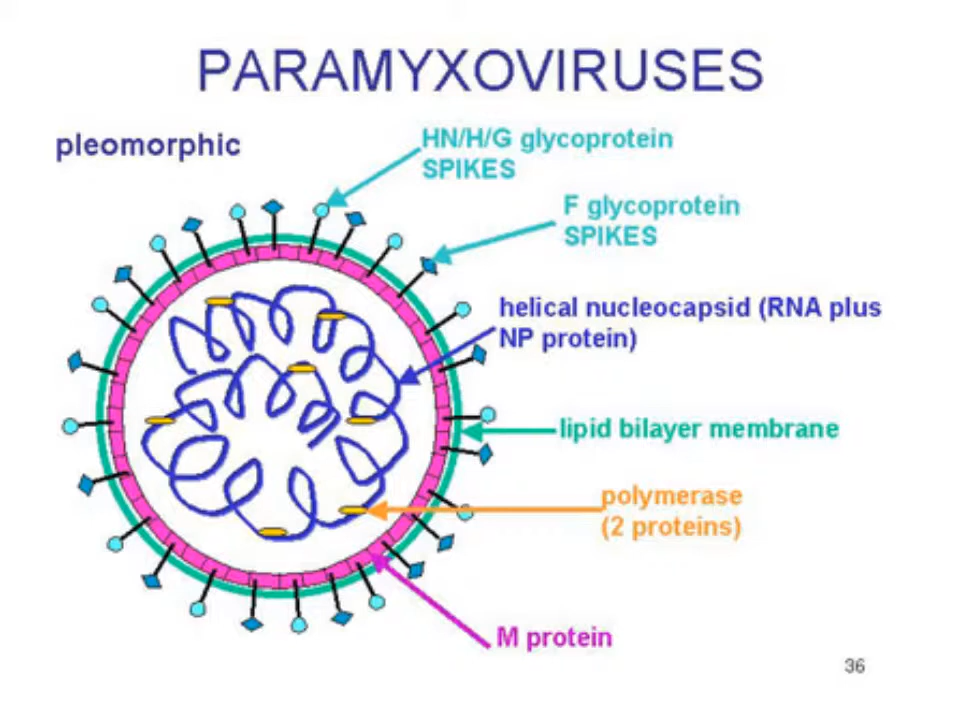 PARAMYXOVIRUSES
pleomorphic
HN/H/G glycoprotein
SPIKES
F glycoprotein
SPIKES
helical nucleocapsid (RNA plus
NP protein)
lipid bilayer membrane
polymerase
(2 proteins)
M protein
36